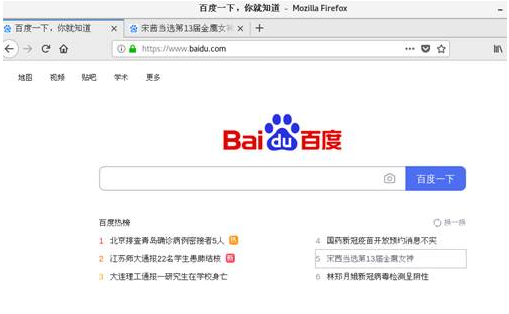 百度一下，你就知道 - Mozilla Firefox
百度一下，你就知道
宋茜当选第13届金鹰女神
https://www.baidu.com
地图 视频 贴吧 学术 更多
Bai du 百度
百度一下
百度热榜 换一换
1 北京排查青岛确诊病例密接者5人 热
4 国药新冠疫苗开放预约消息不实
2 江苏师大通报22名学生患肺结核 新
5 宋茜当选第13届金鹰女神
3 大连理工通报一研究生在学校身亡
6 林郑月娥新冠病毒检测呈阴性